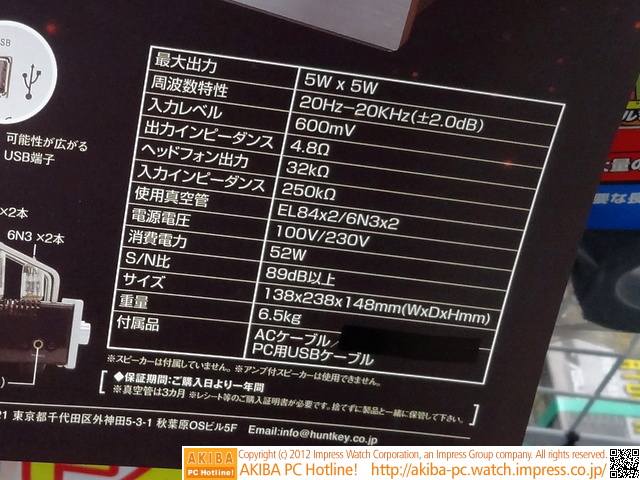 SB
可能性が広がる
USB端子
×2本
6N3 ×2本
最大出力 5W x 5W
周波数特性 20Hz-20KHz(±2.0dB)
入力レベル 600mV
出力インピーダンス 4.8Ω
ヘッドフォン出力 32kΩ
入力インピーダンス 250kΩ
使用真空管 EL84x2/6N3x2
電源電圧 100V/230V
消費電力 52W
S/N比 89dB以上
サイズ 138x238x148mm(WxDxHmm)
重量 6.5kg
付属品 ACケーブル/
PC用USBケーブル
※スピーカーは付属していません。※アンプ付スピーカーは使用できません。
◆保証期間:ご購入日より一年間
※真空管は3カ月 ※レシート等のご購入証明書が必要です。捨てずに製品と一緒に保管して下さい。
21 東京都千代田区外神田5-3-1 秋葉原OSビル5F Email:info@huntkey.co.jp
AKIBA
PC Hotline!
Copyright (c) 2012 Impress Watch Corporation, an Impress Group company. All rights reserved.
AKIBA PC Hotline! http://akiba-pc.watch.impress.co.jp/